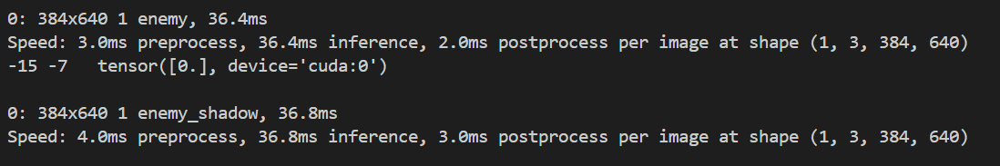 0: 384x640 1 enemy, 36.4ms
Speed: 3.0ms preprocess, 36.4ms inference, 2.0ms postprocess per image at shape (1, 3, 384, 640)
-15 -7   tensor([0.], device='cuda:0')
0: 384x640 1 enemy_shadow, 36.8ms
Speed: 4.0ms preprocess, 36.8ms inference, 3.0ms postprocess per image at shape (1, 3, 384, 640)